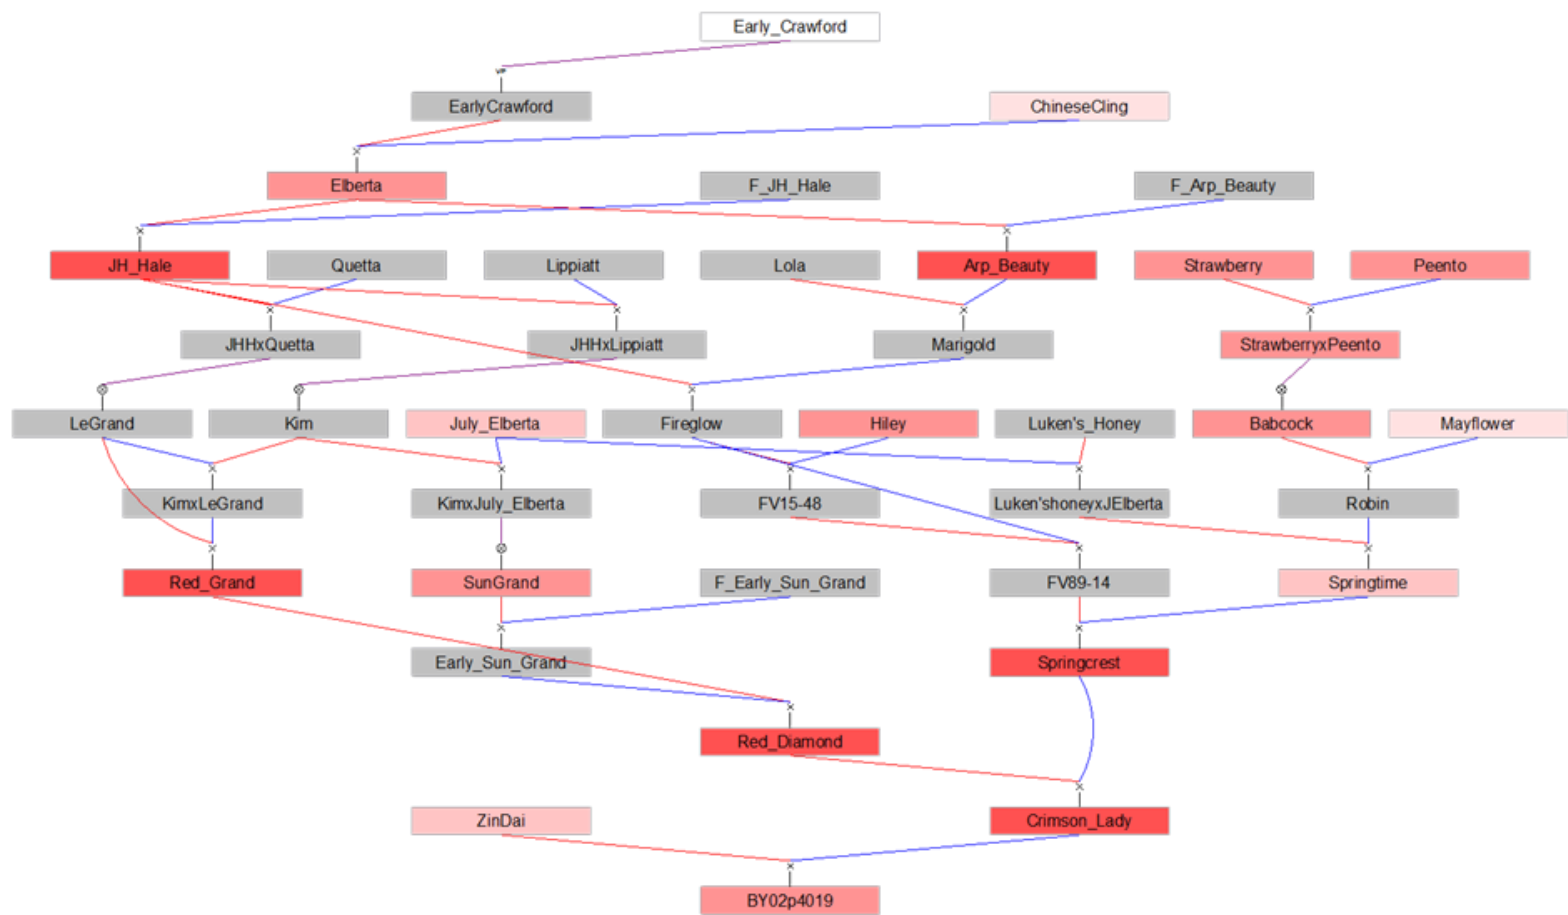 Early_Crawford
EarlyCrawford
ChineseCling
Elberta
F_JH_Hale
F_Arp_Beauty
JH_Hale
Quetta
Lippiatt
Lola
Arp_Beauty
Strawberry
Peento
JHHxQuetta
JHHxLippiatt
Marigold
StrawberryxPeento
LeGrand
Kim
July_Elberta
Fireglow
Hiley
Luken's_Honey
Babcock
Mayflower
KimxLeGrand
KimxJuly_Elberta
FV15-48
Luken'shoneyxJElberta
Robin
Red_Grand
SunGrand
F_Early_Sun_Grand
FV89-14
Springtime
Early_Sun_Grand
Springcrest
Red_Diamond
ZinDai
Crimson_Lady
BY02p4019